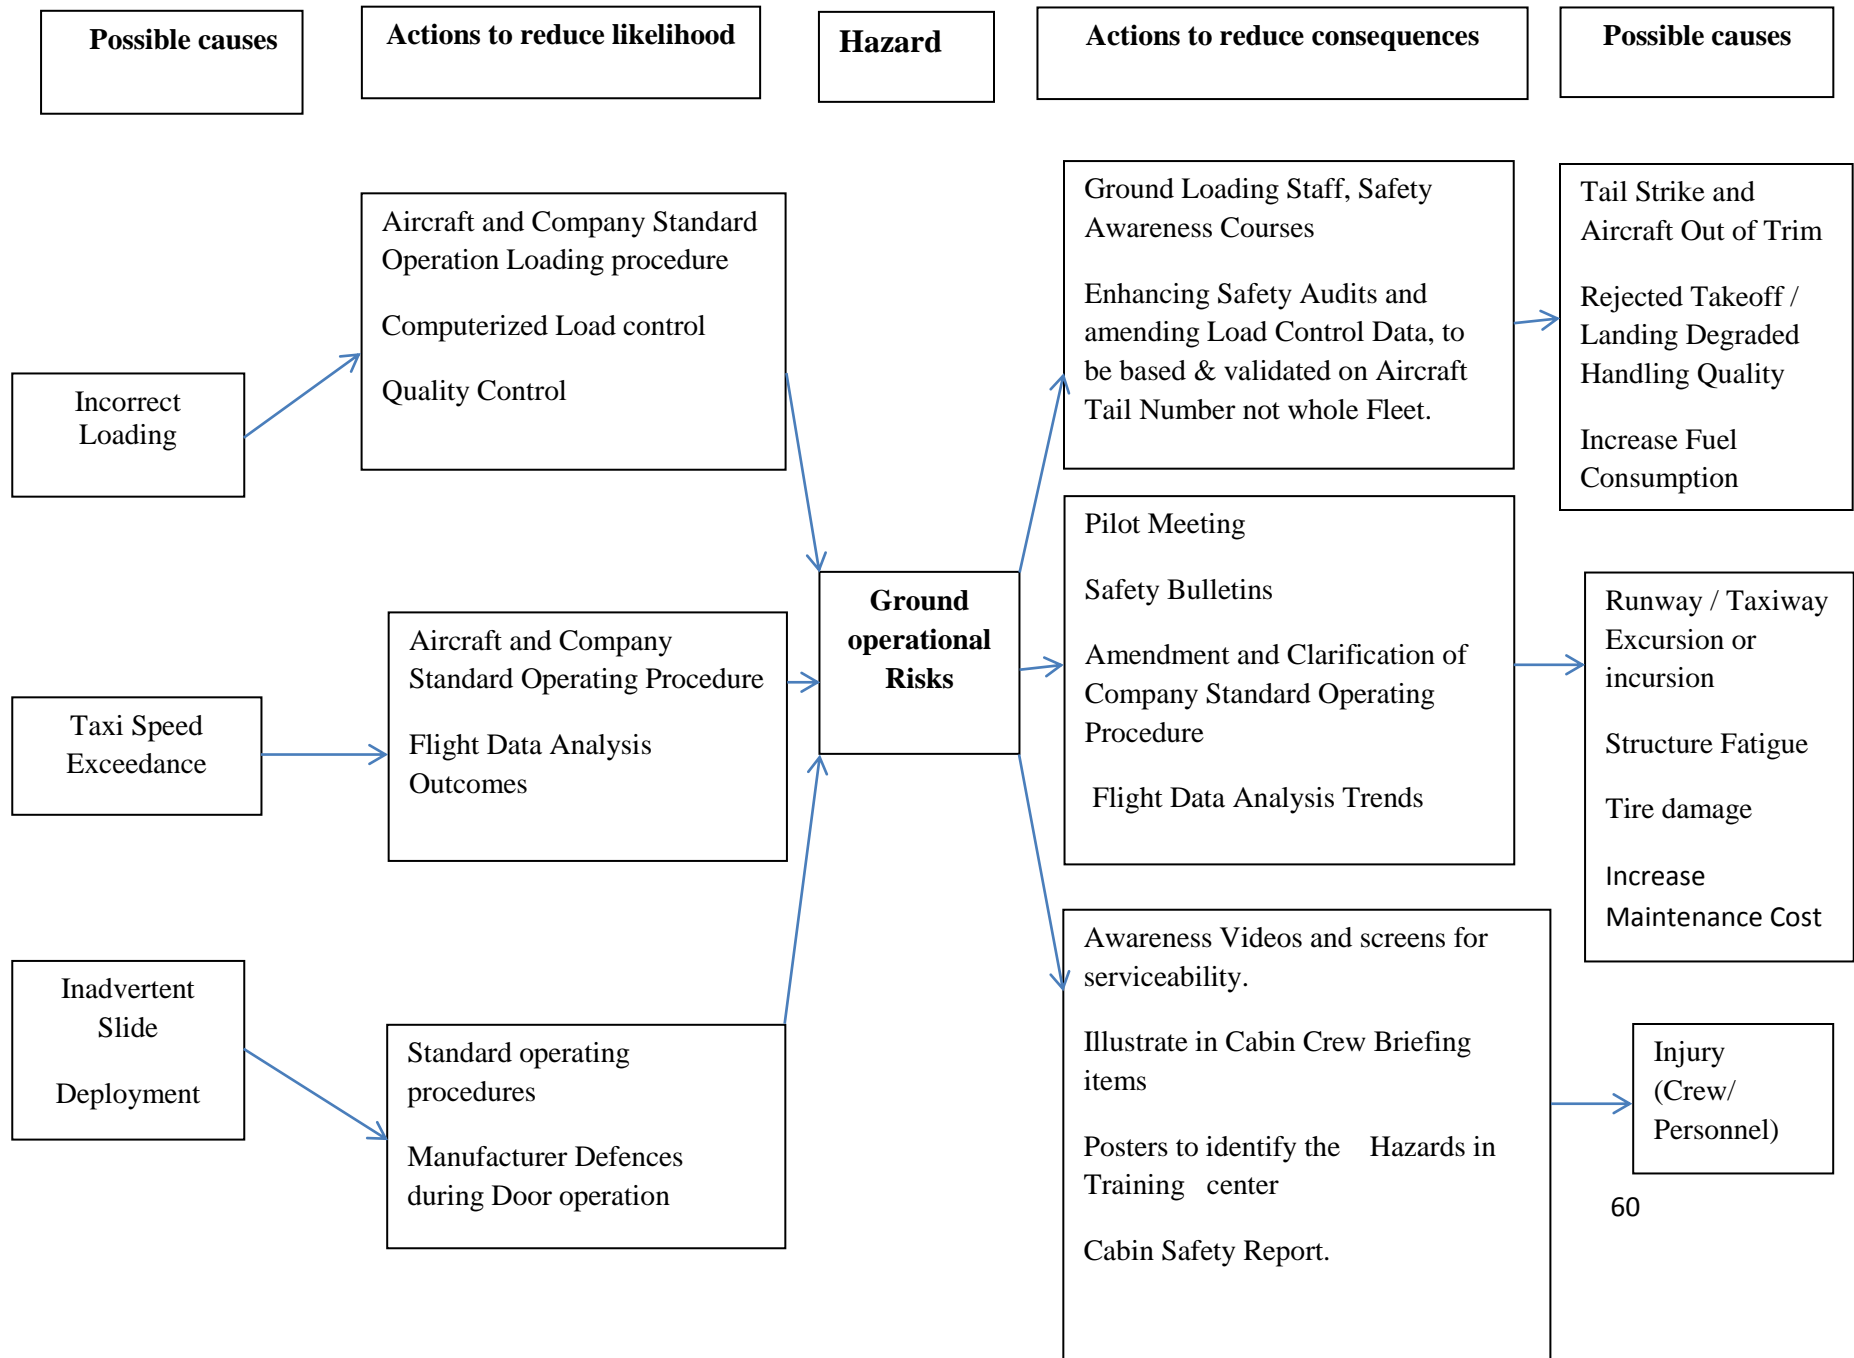 Possible causes
Actions to reduce likelihood
Hazard
Actions to reduce consequences
Possible causes
Incorrect
Loading
Aircraft and Company Standard
Operation Loading procedure
Computerized Load control
Quality Control
Ground Loading Staff, Safety
Awareness Courses
Enhancing Safety Audits and
amending Load Control Data, to
be based & validated on Aircraft
Tail Number not whole Fleet.
Tail Strike and
Aircraft Out of Trim
Rejected Takeoff /
Landing Degraded
Handling Quality
Increase Fuel
Consumption
Taxi Speed
Exceedance
Aircraft and Company
Standard Operating Procedure
Flight Data Analysis
Outcomes
Ground
operational
Risks
Pilot Meeting
Safety Bulletins
Amendment and Clarification of
Company Standard Operating
Procedure
Flight Data Analysis Trends
Runway / Taxiway
Excursion or
incursion
Structure Fatigue
Tire damage
Increase
Maintenance Cost
Inadvertent
Slide
Deployment
Standard operating
procedures
Manufacturer Defences
during Door operation
Awareness Videos and screens for
serviceability.
Illustrate in Cabin Crew Briefing
items
Posters to identify the Hazards in
Training center
Cabin Safety Report.
Injury
(Crew/
Personnel)
60